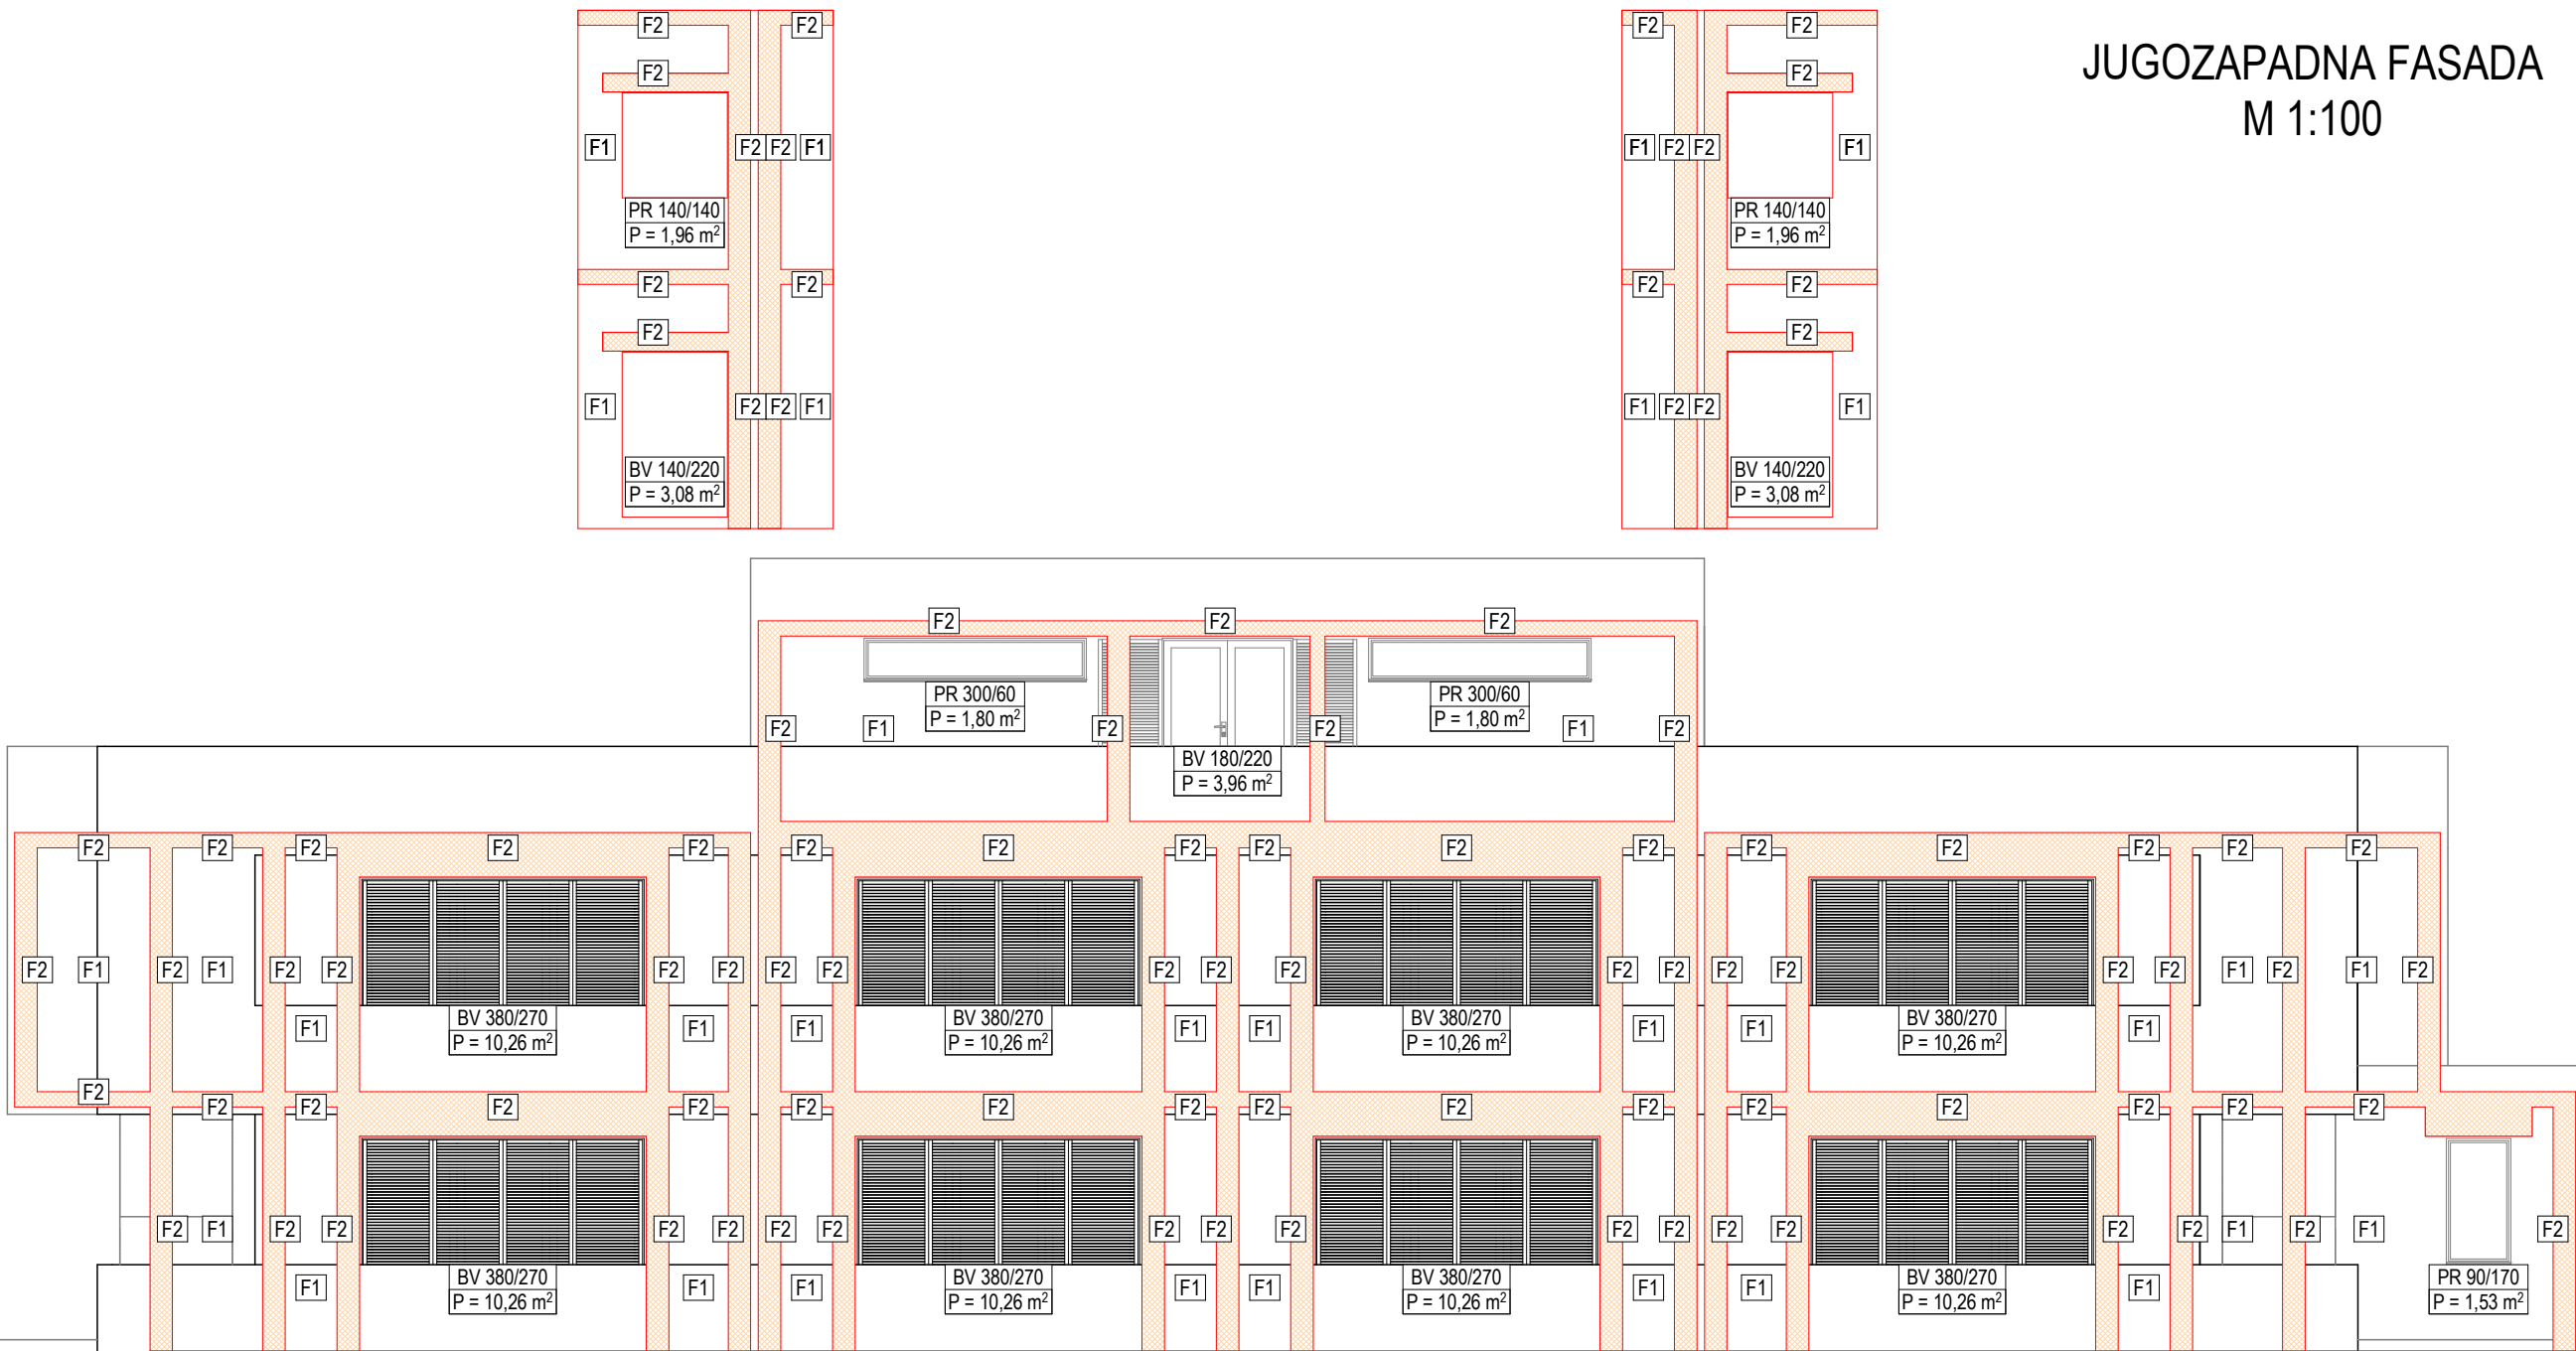 F2 F2 F2 F2 JUGOZAPADNA FASADA
F2 F2
M 1:100
F1 F2 F2 F1 F1 F2 F2 F1
PR 140/140 PR 140/140
P = 1,96 m² P = 1,96 m²
F2 F2 F2 F2
F2 F2
F1 F2 F2 F1 F1 F2 F2 F1
BV 140/220 BV 140/220
P = 3,08 m² P = 3,08 m²
F2 F2 F2
PR 300/60 PR 300/60
P = 1,80 m² P = 1,80 m²
F2 F1 F2 F2 F1 F2
BV 180/220
P = 3,96 m²
F2 F2 F2 F2 F2 F2 F2 F2 F2 F2 F2 F2 F2 F2 F2 F2
F2 F1 F2 F1 F2 F2 F2 F2 F2 F2 F2 F2 F2 F2 F2 F2 F2 F2 F2 F1 F2 F1 F2
BV 380/270 BV 380/270 BV 380/270 BV 380/270
F1 F1 F1 F1 F1 F1 F1 F1
P = 10,26 m² P = 10,26 m² P = 10,26 m² P = 10,26 m²
F2
F2 F2 F2 F2 F2 F2 F2 F2 F2 F2 F2 F2 F2 F2 F2
F2 F1 F2 F2 F2 F2 F2 F2 F2 F2 F2 F2 F2 F2 F2 F2 F2 F1 F2 F1 F2
BV 380/270 BV 380/270 BV 380/270 BV 380/270 PR 90/170
F1 F1 F1 F1 F1 F1 F1 F1
P = 10,26 m² P = 10,26 m² P = 10,26 m² P = 10,26 m² P = 1,53 m²